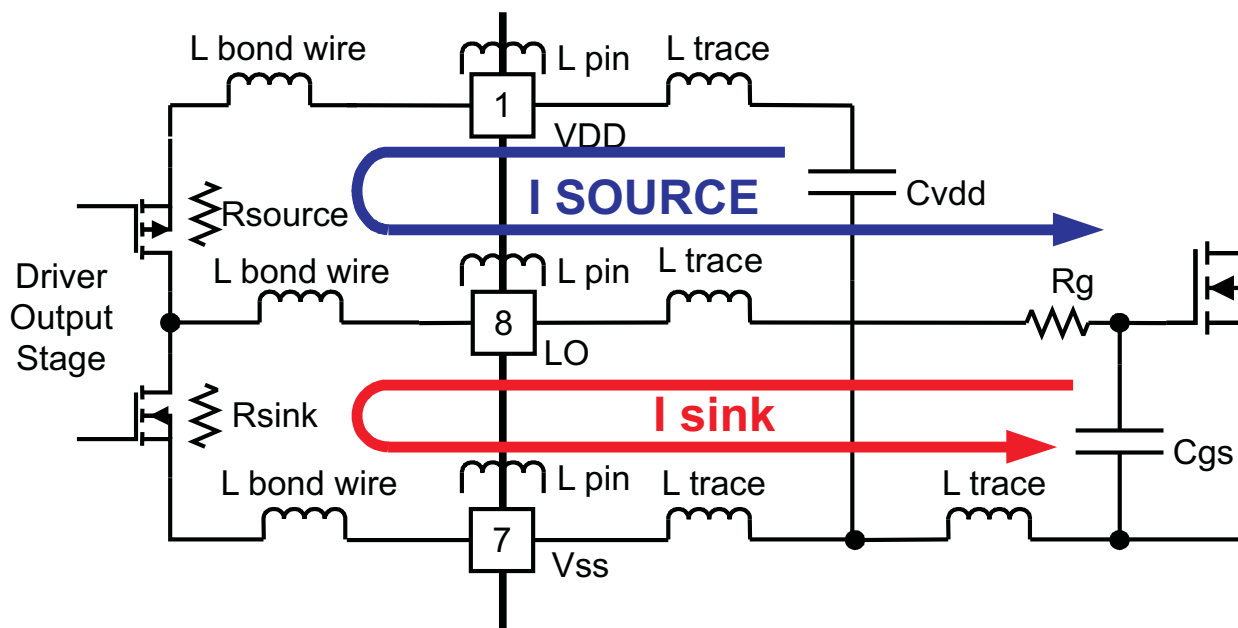 L bond wire
L pin
L trace
1
VDD
I SOURCE
Cvdd
Rsource
L bond wire
L pin
L trace
Rg
Driver
Output
Stage
8
LO
I sink
Rsink
Cgs
L bond wire
L pin
L trace
L trace
7
Vss